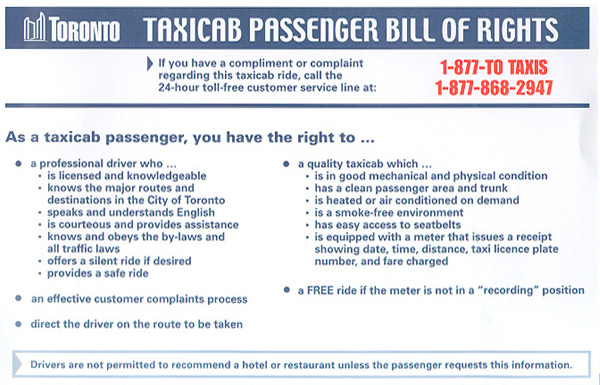 TORONTO TAXICAB PASSENGER BILL OF RIGHTS
If you have a compliment or complaint
regarding this taxicab ride, call the
24-hour toll-free customer service line at:
1-877-TO TAXIS
1-877-868-2947
As a taxicab passenger, you have the right to ...
• a professional driver who ...
• is licensed and knowledgeable
• knows the major routes and
destinations in the City of Toronto
• speaks and understands English
• is courteous and provides assistance
• knows and obeys the by-laws and
all traffic laws
• offers a silent ride if desired
• provides a safe ride
• an effective customer complaints process
• direct the driver on the route to be taken
• a quality taxicab which ...
• is in good mechanical and physical condition
• has a clean passenger area and trunk
• is heated or air conditioned on demand
• is a smoke-free environment
• has easy access to seatbelts
• is equipped with a meter that issues a receipt
showing date, time, distance, taxi licence plate
number, and fare charged
• a FREE ride if the meter is not in a "recording" position
Drivers are not permitted to recommend a hotel or restaurant unless the passenger requests this information.